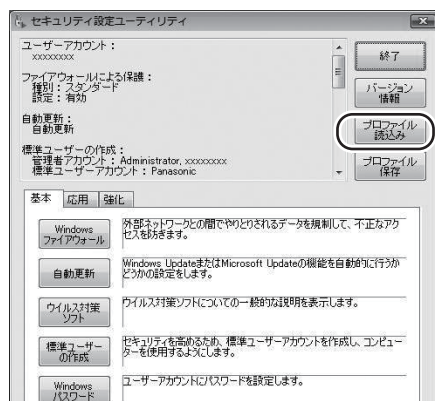 セキュリティ設定ユーティリティ
ユーザーアカウント：
xxxxxxxx
ファイアウォールによる保護：
種別：スタンダード
設定：有効
自動更新：
自動更新
標準ユーザーの作成：
管理者アカウント：Administrator, xxxxxxxx
標準ユーザーアカウント：Panasonic
終了
バージョン
情報
プロファイル
読込み
プロファイル
保存
基本 応用 強化
Windows
ファイアウォール
外部ネットワークとの間でやりとりされるデータを規制して、不正なアク
セスを防ぎます。
自動更新
Windows UpdateまたはMicrosoft Updateの機能を自動的に行うか
どうかの設定をします。
ウイルス対策
ソフト
ウイルス対策ソフトについての一般的な説明を表示します。
標準ユーザー
の作成
セキュリティを高めるため、標準ユーザーアカウントを作成し、コンピュー
ターを使用するようにします。
Windows
パスワード
ユーザーアカウントにパスワードを設定します。